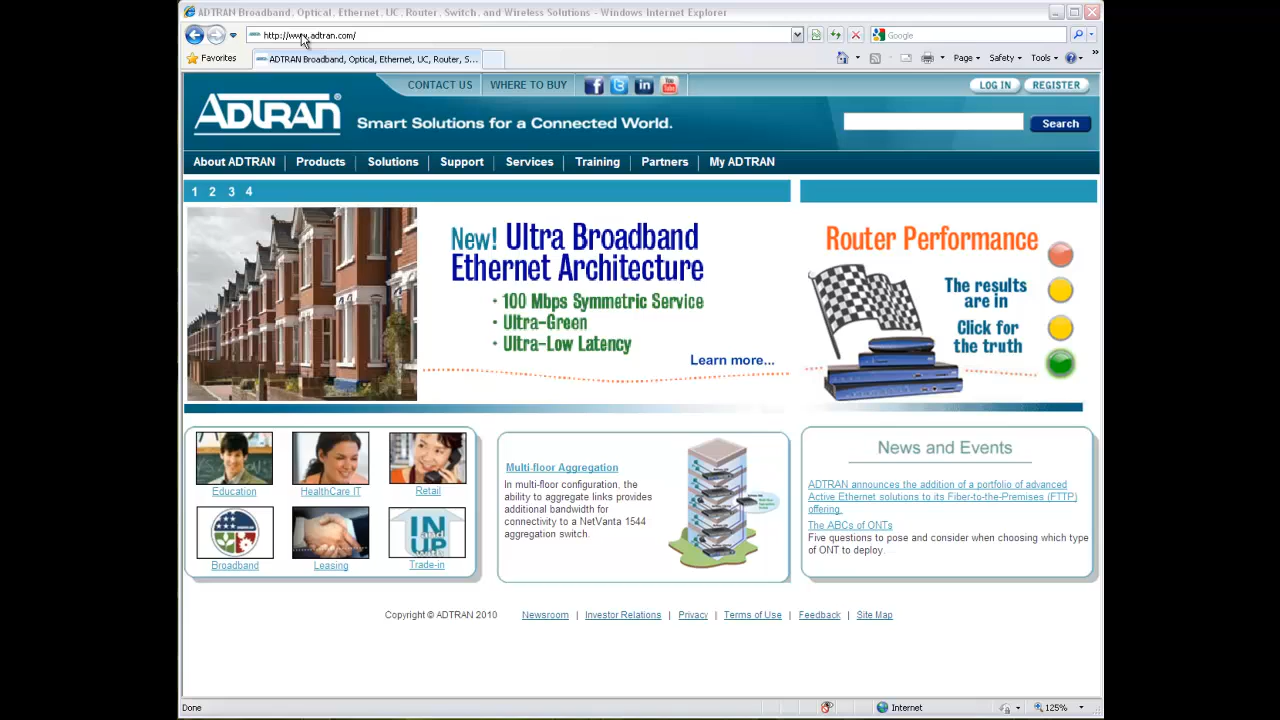 ADTRAN Broadband, Optical, Ethernet, UC, Router, Switch, and Wireless Solutions - Windows Internet Explorer
http://www.adtran.com/
Google
Favorites
ADTRAN Broadband, Optical, Ethernet, UC, Router, S...
Page
Safety
Tools
CONTACT US
WHERE TO BUY
f
t
in
You Tube
LOG IN
REGISTER
ADTRAN®
Smart Solutions for a Connected World.
Search
About ADTRAN
Products
Solutions
Support
Services
Training
Partners
My ADTRAN
1 2 3 4
New! Ultra Broadband
Ethernet Architecture
· 100 Mbps Symmetric Service
· Ultra-Green
· Ultra-Low Latency
Learn more...
Router Performance
The results
are in
Click for
the truth
Education
HealthCare IT
Retail
Broadband
Leasing
IN and UP with
Trade-in
Multi-floor Aggregation
In multi-floor configuration, the
ability to aggregate links provides
additional bandwidth for
connectivity to a NetVanta 1544
aggregation switch.
News and Events
ADTRAN announces the addition of a portfolio of advanced
Active Ethernet solutions to its Fiber-to-the-Premises (FTTP)
offering.
The ABCs of ONTs
Five questions to pose and consider when choosing which type
of ONT to deploy.
Copyright © ADTRAN 2010
Newsroom | Investor Relations | Privacy | Terms of Use | Feedback | Site Map
Done
Internet
125%